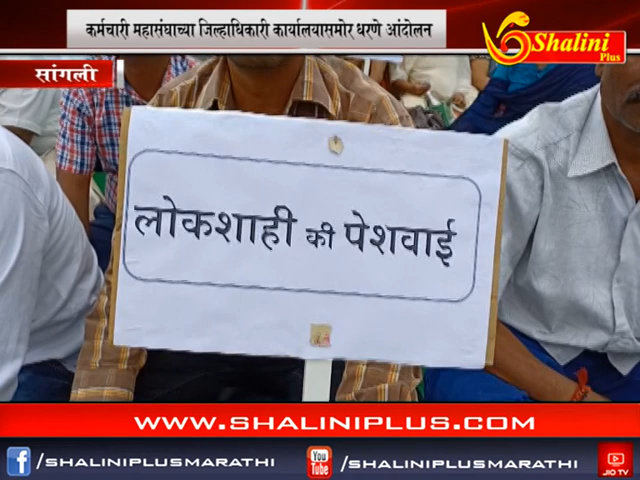 कर्मचारी महासंघाच्या जिल्हाधिकारी कार्यालयासमोर धरणे आंदोलन
Shalini
Plus
सांगली
लोकशाही की पेशवाई
WWW.SHALINIPLUS.COM
f /SHALINIPLUSMARATHI
You Tube /SHALINIPLUSMARATHI
JIO TV